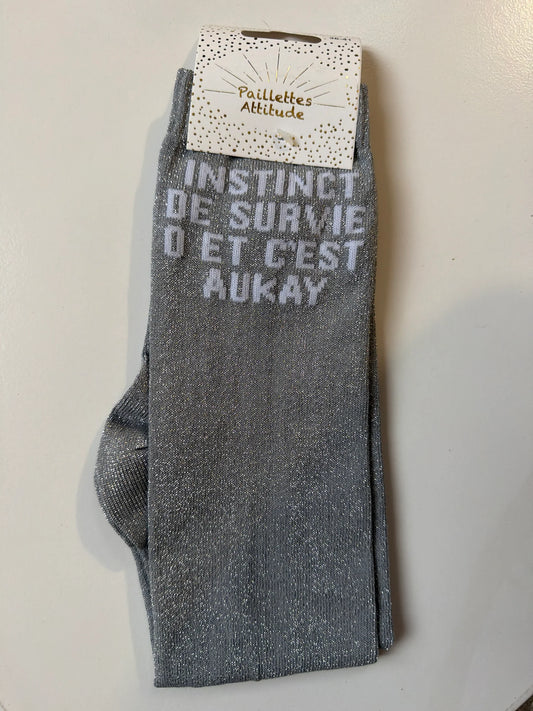 Paillettes
Attitude
INSTINCT
DE SURVIE
0 ET C'EST
AUKAY